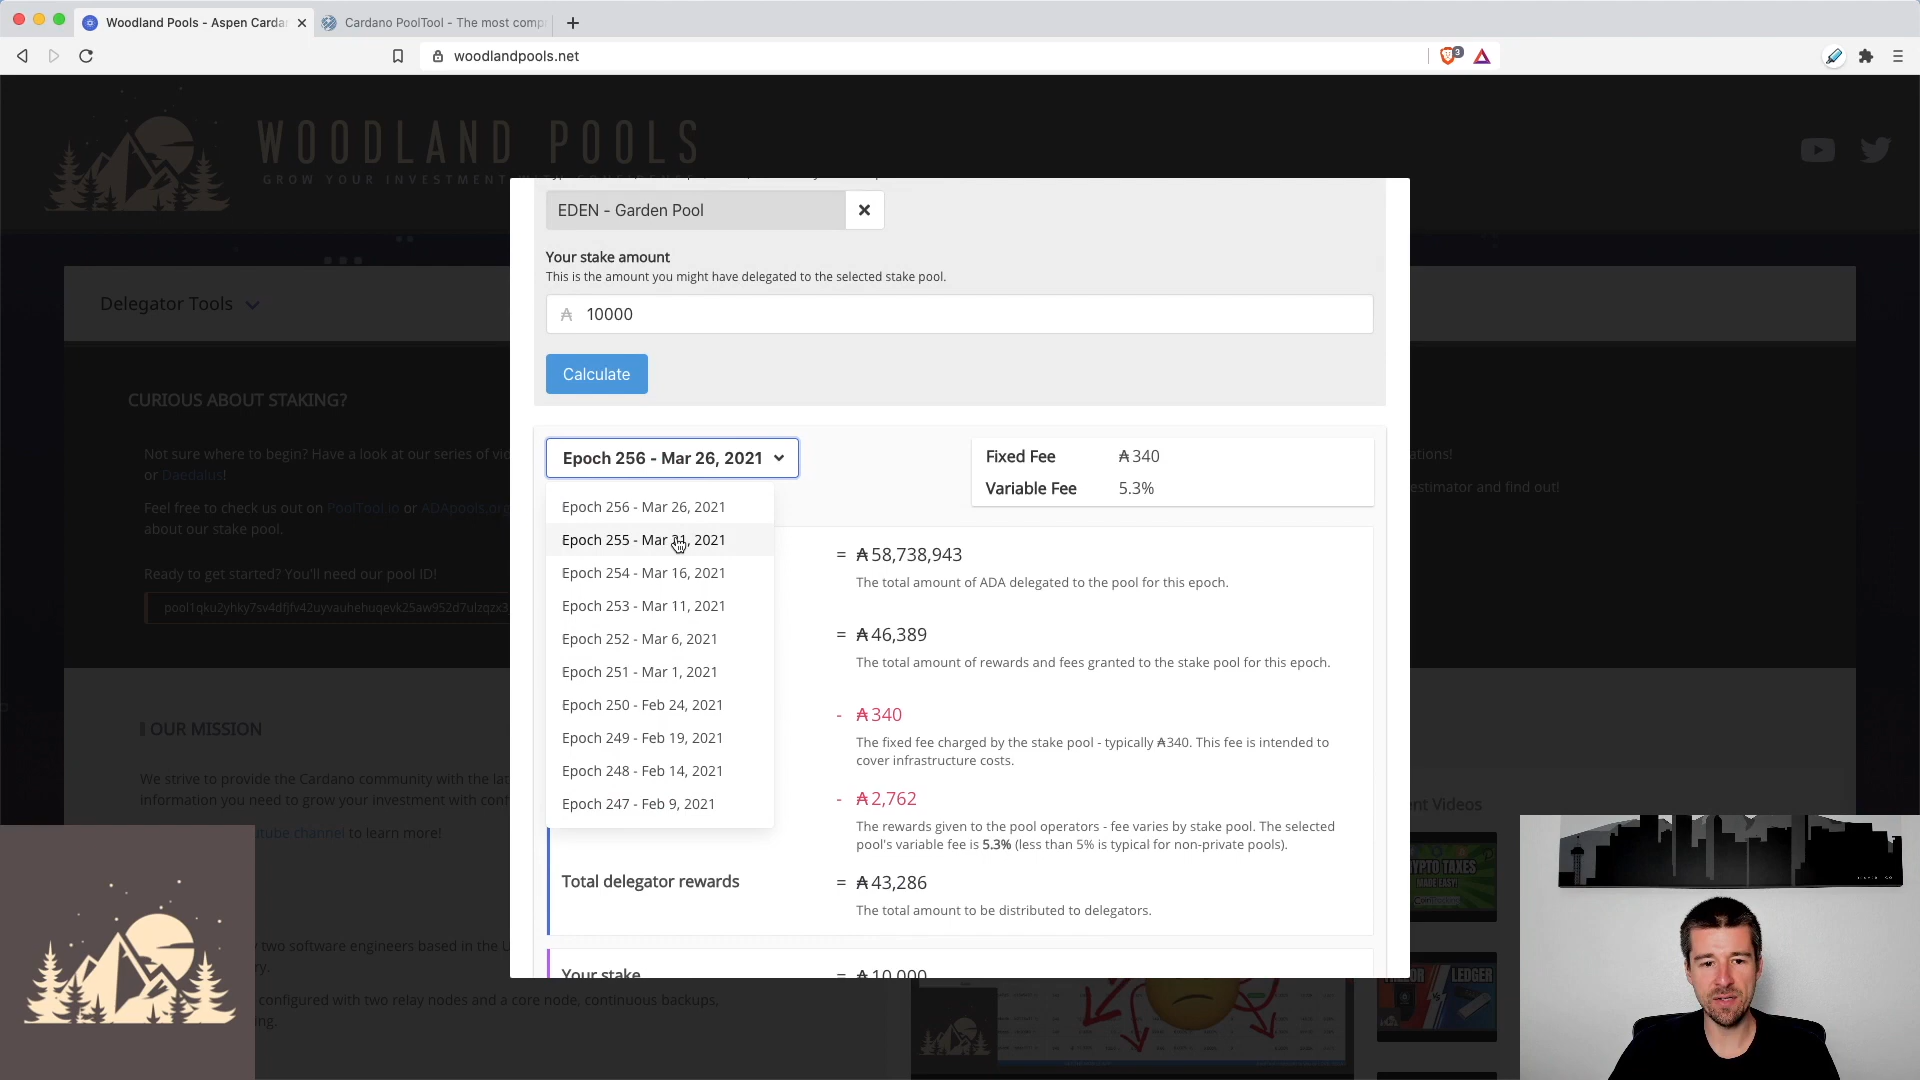 Woodland Pools - Aspen Carda
Cardano PoolTool - The most comp
woodlandpools.net
3
WOODLAND POOLS
GROW YOUR INVESTMENT
EDEN - Garden Pool
Your stake amount
This is the amount you might have delegated to the selected stake pool.
₳ 10000
Calculate
Delegator Tools
CURIOUS ABOUT STAKING?
Not sure where to begin? Have a look at our series of vi
or Daedalus!
Feel free to check us out on PoolTool.io or ADApools.org
about our stake pool.
Ready to get started? You'll need our pool ID!
pool1qku2yhky7sv4dfjfv42uyvauhehuqevk25aw952d7ulzqzx3
ations!
estimator and find out!
Epoch 256 - Mar 26, 2021
Fixed Fee ₳340
Variable Fee 5.3%
Epoch 256 - Mar 26, 2021
Epoch 255 - Mar 21, 2021
Epoch 254 - Mar 16, 2021
Epoch 253 - Mar 11, 2021
Epoch 252 - Mar 6, 2021
Epoch 251 - Mar 1, 2021
Epoch 250 - Feb 24, 2021
Epoch 249 - Feb 19, 2021
Epoch 248 - Feb 14, 2021
Epoch 247 - Feb 9, 2021
= ₳58,738,943
The total amount of ADA delegated to the pool for this epoch.
= ₳46,389
The total amount of rewards and fees granted to the stake pool for this epoch.
- ₳340
The fixed fee charged by the stake pool - typically ₳340. This fee is intended to
cover infrastructure costs.
- ₳2,762
The rewards given to the pool operators - fee varies by stake pool. The selected
pool's variable fee is 5.3% (less than 5% is typical for non-private pools).
Total delegator rewards = ₳43,286
The total amount to be distributed to delegators.
Your stake = ₳10,000
OUR MISSION
We strive to provide the Cardano community with the lat
information you need to grow your investment with conf
utube channel to learn more!
two software engineers based in the U
ry.
configured with two relay nodes and a core node, continuous backups,
ing.
nt Videos
YPTO TAXES
MADE EASY!
LEDGER